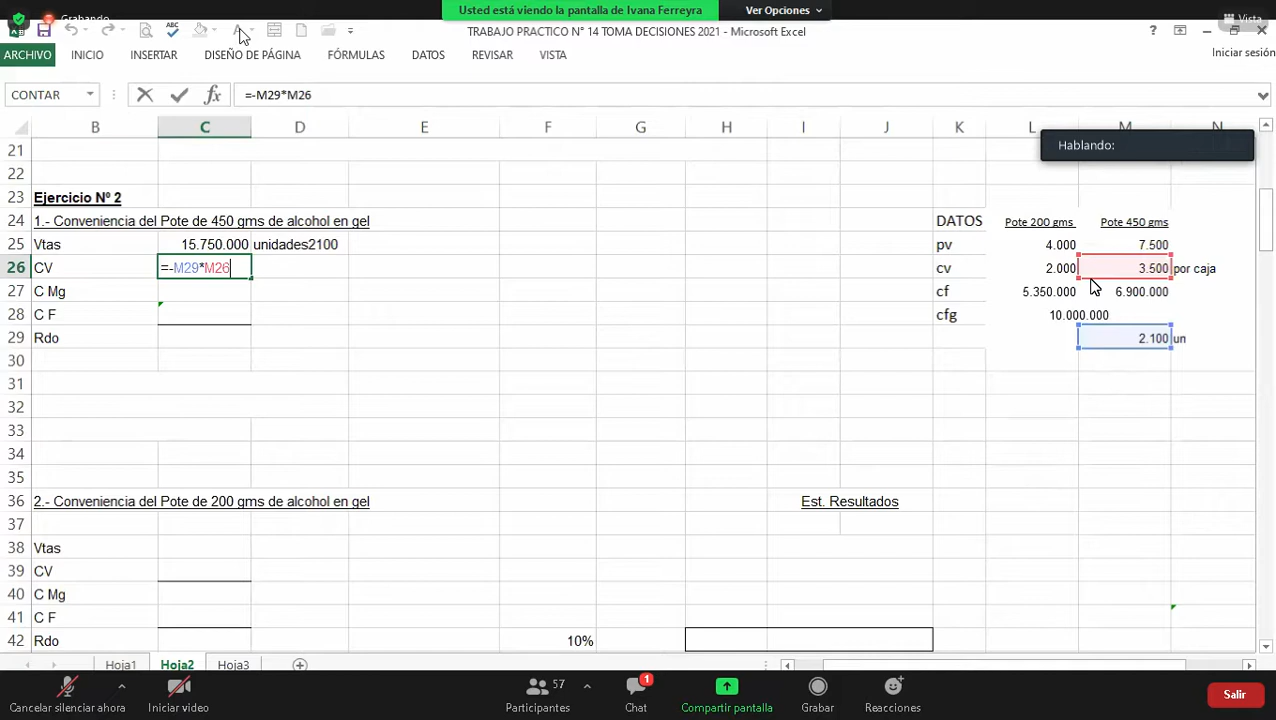 Grabando
Usted está viendo la pantalla de Ivana Ferreyra
Ver Opciones
Vista
TRABAJO PRACTICO N° 14 TOMA DECISIONES 2021 - Microsoft Excel
ARCHIVO INICIO INSERTAR DISEÑO DE PÁGINA FÓRMULAS DATOS REVISAR VISTA
Iniciar sesión
CONTAR =-M29*M26
B C D E F G H I J K L M N
Hablando:
21
22
23 Ejercicio Nº 2
24 1.- Conveniencia del Pote de 450 gms de alcohol en gel DATOS Pote 200 gms Pote 450 gms
25 Vtas 15.750.000 unidades2100 pv 4.000 7.500
26 CV =-M29*M26 cv 2.000 3.500 por caja
27 C Mg cf 5.350.000 6.900.000
28 C F cfg 10.000.000
29 Rdo 2.100 un
30
31
32
33
34
35
36 2.- Conveniencia del Pote de 200 gms de alcohol en gel Est. Resultados
37
38 Vtas
39 CV
40 C Mg
41 C F
42 Rdo 10%
Hoja1 Hoja2 Hoja3
57 1
Cancelar silenciar ahora Iniciar video Participantes Chat Compartir pantalla Grabar Reacciones Salir